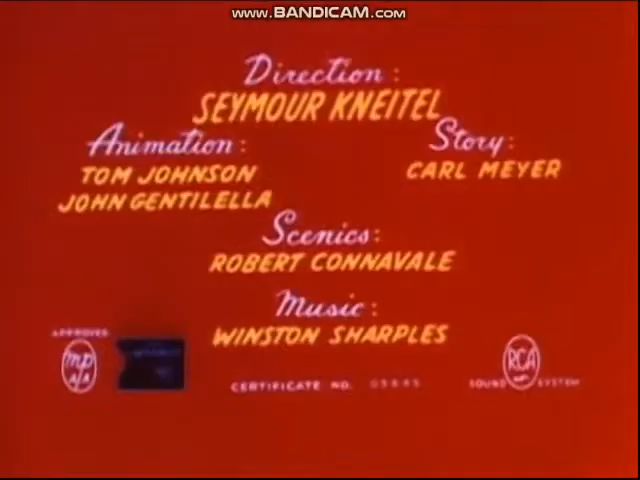 www.BANDICAM.com
Direction :
SEYMOUR KNEITEL
Animation :
TOM JOHNSON
JOHN GENTILELLA
Story :
CARL MEYER
Scenics :
ROBERT CONNAVALE
Music :
WINSTON SHARPLES
APPROVED
MPAA
CERTIFICATE NO.
RCA
SOUND SYSTEM